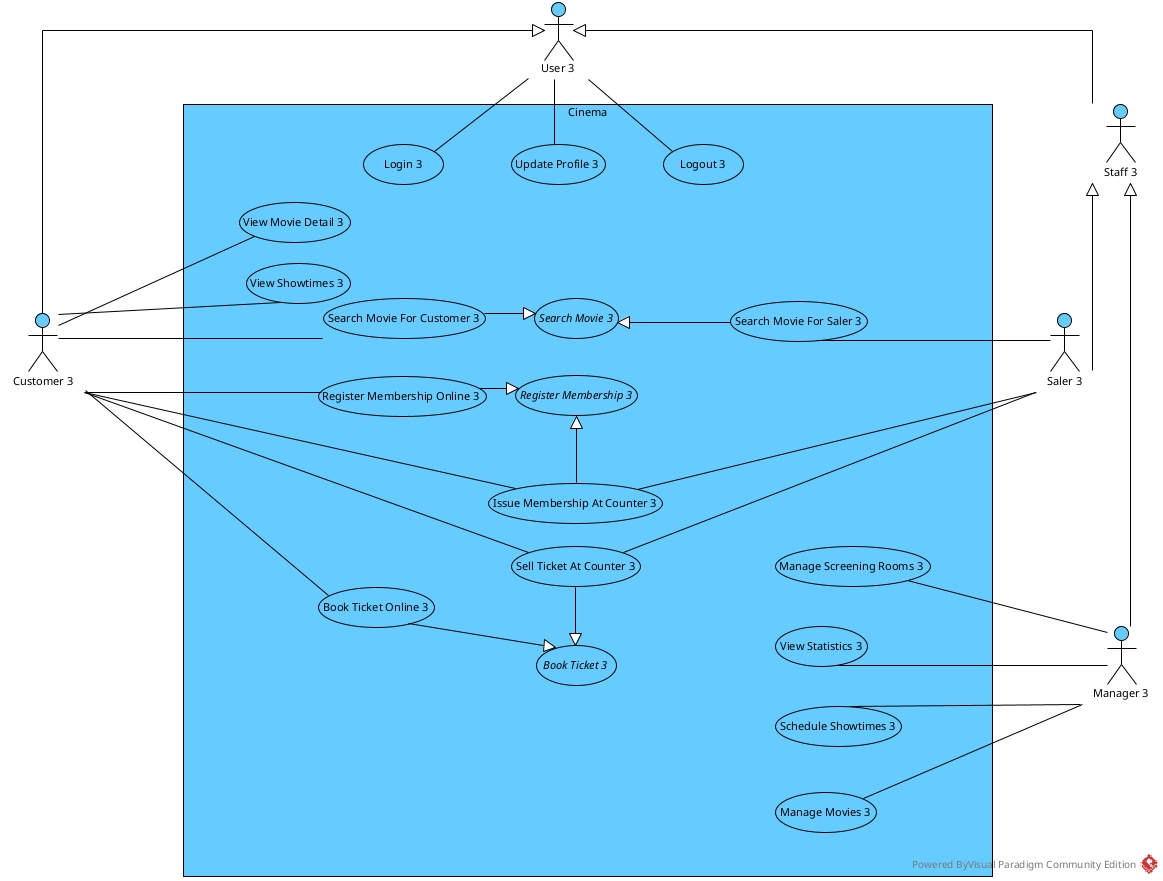 User 3
Cinema
Login 3
Update Profile 3
Logout 3
Staff 3
View Movie Detail 3
View Showtimes 3
Search Movie For Customer 3
Search Movie 3
Search Movie For Saler 3
Customer 3
Saler 3
Register Membership Online 3
Register Membership 3
Issue Membership At Counter 3
Sell Ticket At Counter 3
Manage Screening Rooms 3
Book Ticket Online 3
View Statistics 3
Book Ticket 3
Manager 3
Schedule Showtimes 3
Manage Movies 3
Powered ByVisual Paradigm Community Edition